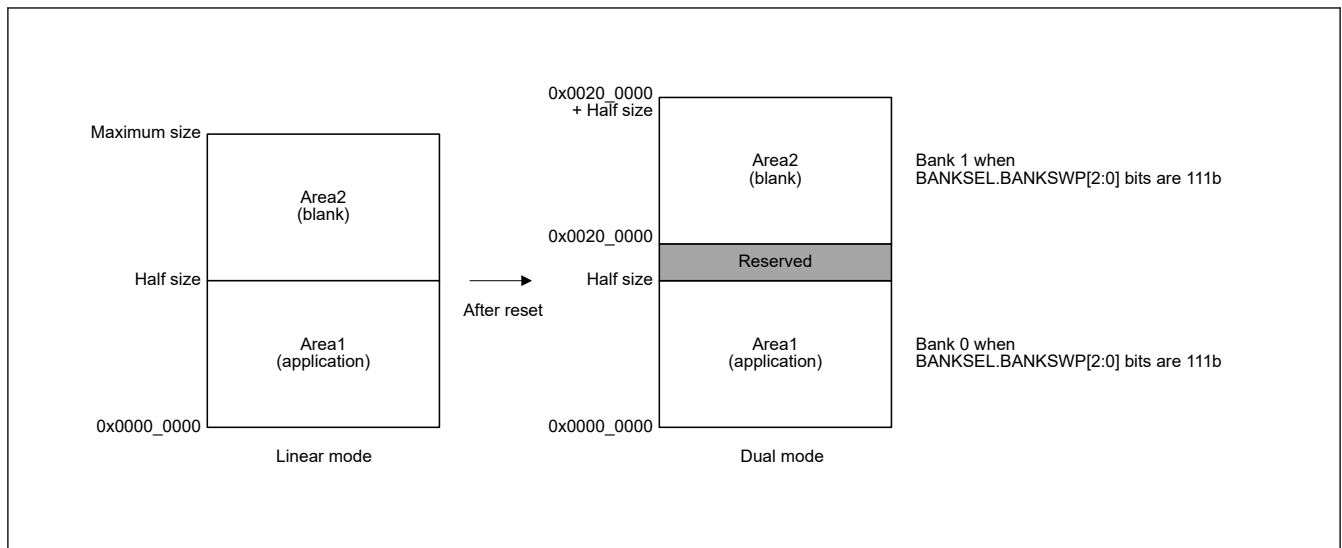 Maximum size
Area2
(blank)
Half size
Area1
(application)
0x0000_0000
Linear mode
After reset
0x0020_0000
+ Half size
Area2
(blank)
Bank 1 when
BANKSEL.BANKSWP[2:0] bits are 111b
0x0020_0000
Reserved
Half size
Area1
(application)
Bank 0 when
BANKSEL.BANKSWP[2:0] bits are 111b
0x0000_0000
Dual mode